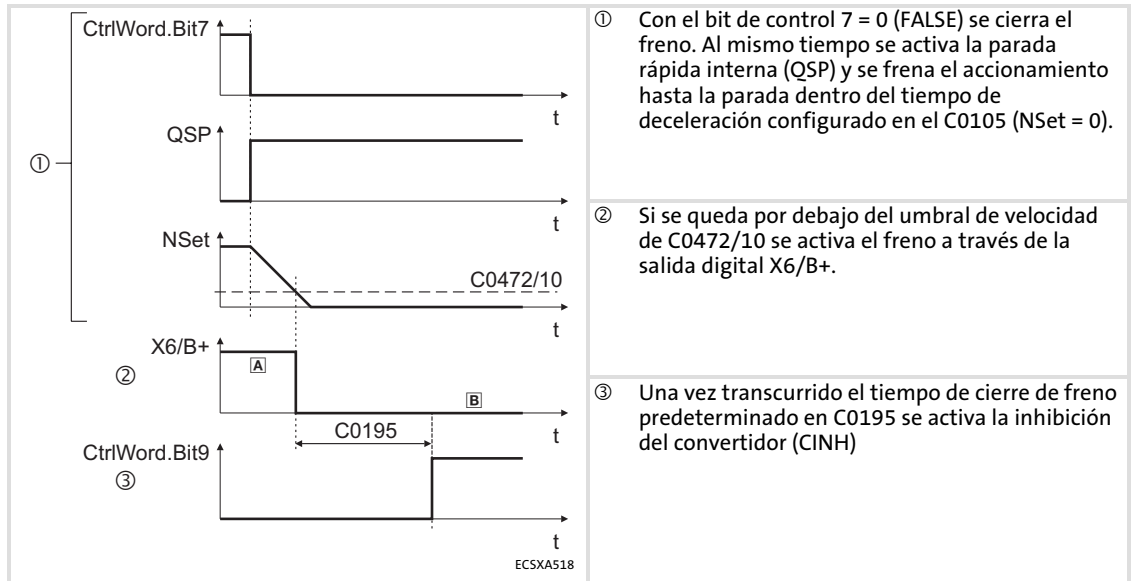 CtrlWord.Bit7
t
QSP
t
①
NSet
C0472/10
t
X6/B+
A
②
B
C0195
t
CtrlWord.Bit9
③
t
ECSXA518
① Con el bit de control 7 = 0 (FALSE) se cierra el
freno. Al mismo tiempo se activa la parada
rápida interna (QSP) y se frena el accionamiento
hasta la parada dentro del tiempo de
deceleración configurado en el C0105 (NSet = 0).
② Si se queda por debajo del umbral de velocidad
de C0472/10 se activa el freno a través de la
salida digital X6/B+.
③ Una vez transcurrido el tiempo de cierre de freno
predeterminado en C0195 se activa la inhibición
del convertidor (CINH)